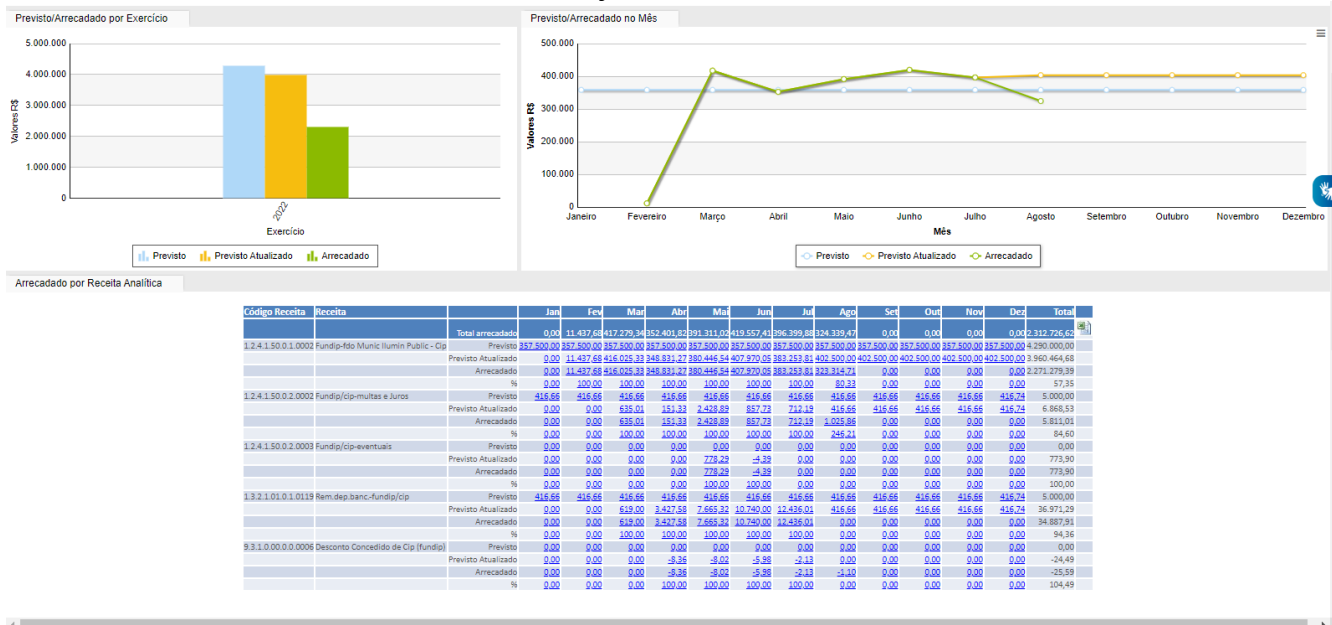 Previsto/Arrecadado por Exercício
Previsto/Arrecadado no Mês
5.000.000
4.000.000
3.000.000
2.000.000
1.000.000
0
Valores R$
2022
Exercício
Previsto Previsto Atualizado Arrecadado
500.000
400.000
300.000
200.000
100.000
0
Valores R$
Janeiro Fevereiro Março Abril Maio Junho Julho Agosto Setembro Outubro Novembro Dezembro
Mês
Previsto Previsto Atualizado Arrecadado
Arrecadado por Receita Analítica
Código Receita Receita Jan Fev Mar Abr Mai Jun Jul Ago Set Out Nov Dez Total
Total arrecadado 0,00 11.437,68 417.279,34 352.401,82 391.311,02 419.557,41 396.399,88 324.339,47 0,00 0,00 0,00 0,00 2.312.726,62
1.2.4.1.50.0.1.0002 Fundip-fdo Munic Ilumin Public - Cip Previsto 357.500,00 357.500,00 357.500,00 357.500,00 357.500,00 357.500,00 357.500,00 357.500,00 357.500,00 357.500,00 357.500,00 357.500,00 4.290.000,00
Previsto Atualizado 0,00 11.437,68 416.025,33 348.831,27 380.446,54 407.970,05 383.253,81 402.500,00 402.500,00 402.500,00 402.500,00 402.500,00 3.960.464,68
Arrecadado 0,00 11.437,68 416.025,33 348.831,27 380.446,54 407.970,05 383.253,81 323.314,71 0,00 0,00 0,00 0,00 2.271.279,39
% 0,00 100,00 100,00 100,00 100,00 100,00 100,00 80,33 0,00 0,00 0,00 0,00 57,35
1.2.4.1.50.0.2.0002 Fundip/cip-multas e Juros Previsto 416,66 416,66 416,66 416,66 416,66 416,66 416,66 416,66 416,66 416,66 416,66 416,74 5.000,00
Previsto Atualizado 0,00 0,00 635,01 151,33 2.428,89 857,73 712,19 416,66 416,66 416,66 416,66 416,74 6.868,53
Arrecadado 0,00 0,00 635,01 151,33 2.428,89 857,73 712,19 1.025,86 0,00 0,00 0,00 0,00 5.811,01
% 0,00 0,00 100,00 100,00 100,00 100,00 100,00 246,21 0,00 0,00 0,00 0,00 84,60
1.2.4.1.50.0.2.0003 Fundip/cip-eventuais Previsto 0,00 0,00 0,00 0,00 0,00 0,00 0,00 0,00 0,00 0,00 0,00 0,00 0,00
Previsto Atualizado 0,00 0,00 0,00 0,00 778,29 -4,39 0,00 0,00 0,00 0,00 0,00 0,00 773,90
Arrecadado 0,00 0,00 0,00 0,00 778,29 -4,39 0,00 0,00 0,00 0,00 0,00 0,00 773,90
% 0,00 0,00 0,00 0,00 100,00 100,00 0,00 0,00 0,00 0,00 0,00 0,00 100,00
1.3.2.1.01.0.1.0119 Rem.dep.banc.-fundip/cip Previsto 416,66 416,66 416,66 416,66 416,66 416,66 416,66 416,66 416,66 416,66 416,66 416,74 5.000,00
Previsto Atualizado 0,00 0,00 619,00 3.427,58 7.665,32 10.740,00 12.436,01 416,66 416,66 416,66 416,66 416,74 36.971,29
Arrecadado 0,00 0,00 619,00 3.427,58 7.665,32 10.740,00 12.436,01 0,00 0,00 0,00 0,00 0,00 34.887,91
% 0,00 0,00 100,00 100,00 100,00 100,00 100,00 0,00 0,00 0,00 0,00 0,00 94,36
9.3.1.0.00.0.0.0006 Desconto Concedido de Cip (fundip) Previsto 0,00 0,00 0,00 0,00 0,00 0,00 0,00 0,00 0,00 0,00 0,00 0,00 0,00
Previsto Atualizado 0,00 0,00 0,00 -8,36 -8,02 -5,98 -2,13 0,00 0,00 0,00 0,00 0,00 -24,49
Arrecadado 0,00 0,00 0,00 -8,36 -8,02 -5,98 -2,13 -1,10 0,00 0,00 0,00 0,00 -25,59
% 0,00 0,00 0,00 100,00 100,00 100,00 100,00 0,00 0,00 0,00 0,00 0,00 104,49